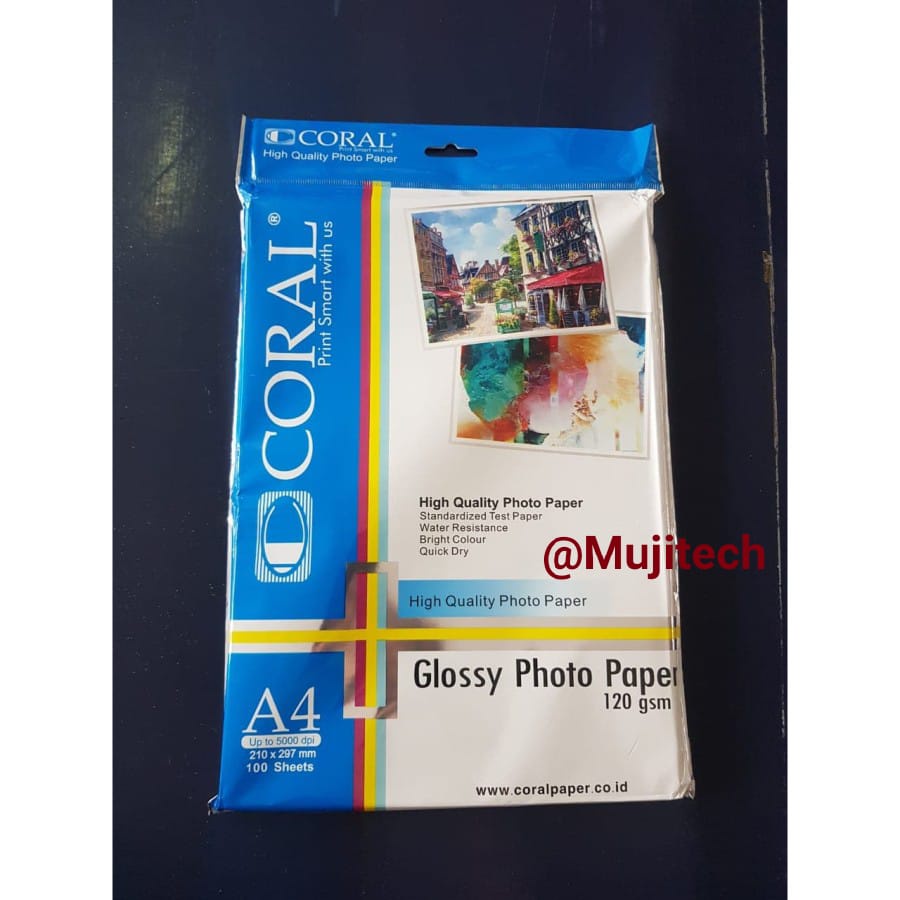 CORAL®
Print Smart with us
High Quality Photo Paper
CORAL®
Print Smart with us
High Quality Photo Paper
Standardized Test Paper
Water Resistance
Bright Colour
Quick Dry
@Mujitech
High Quality Photo Paper
Glossy Photo Paper
120 gsm
A4
Up to 5000 dpi
210 x 297 mm
100 Sheets
www.coralpaper.co.id